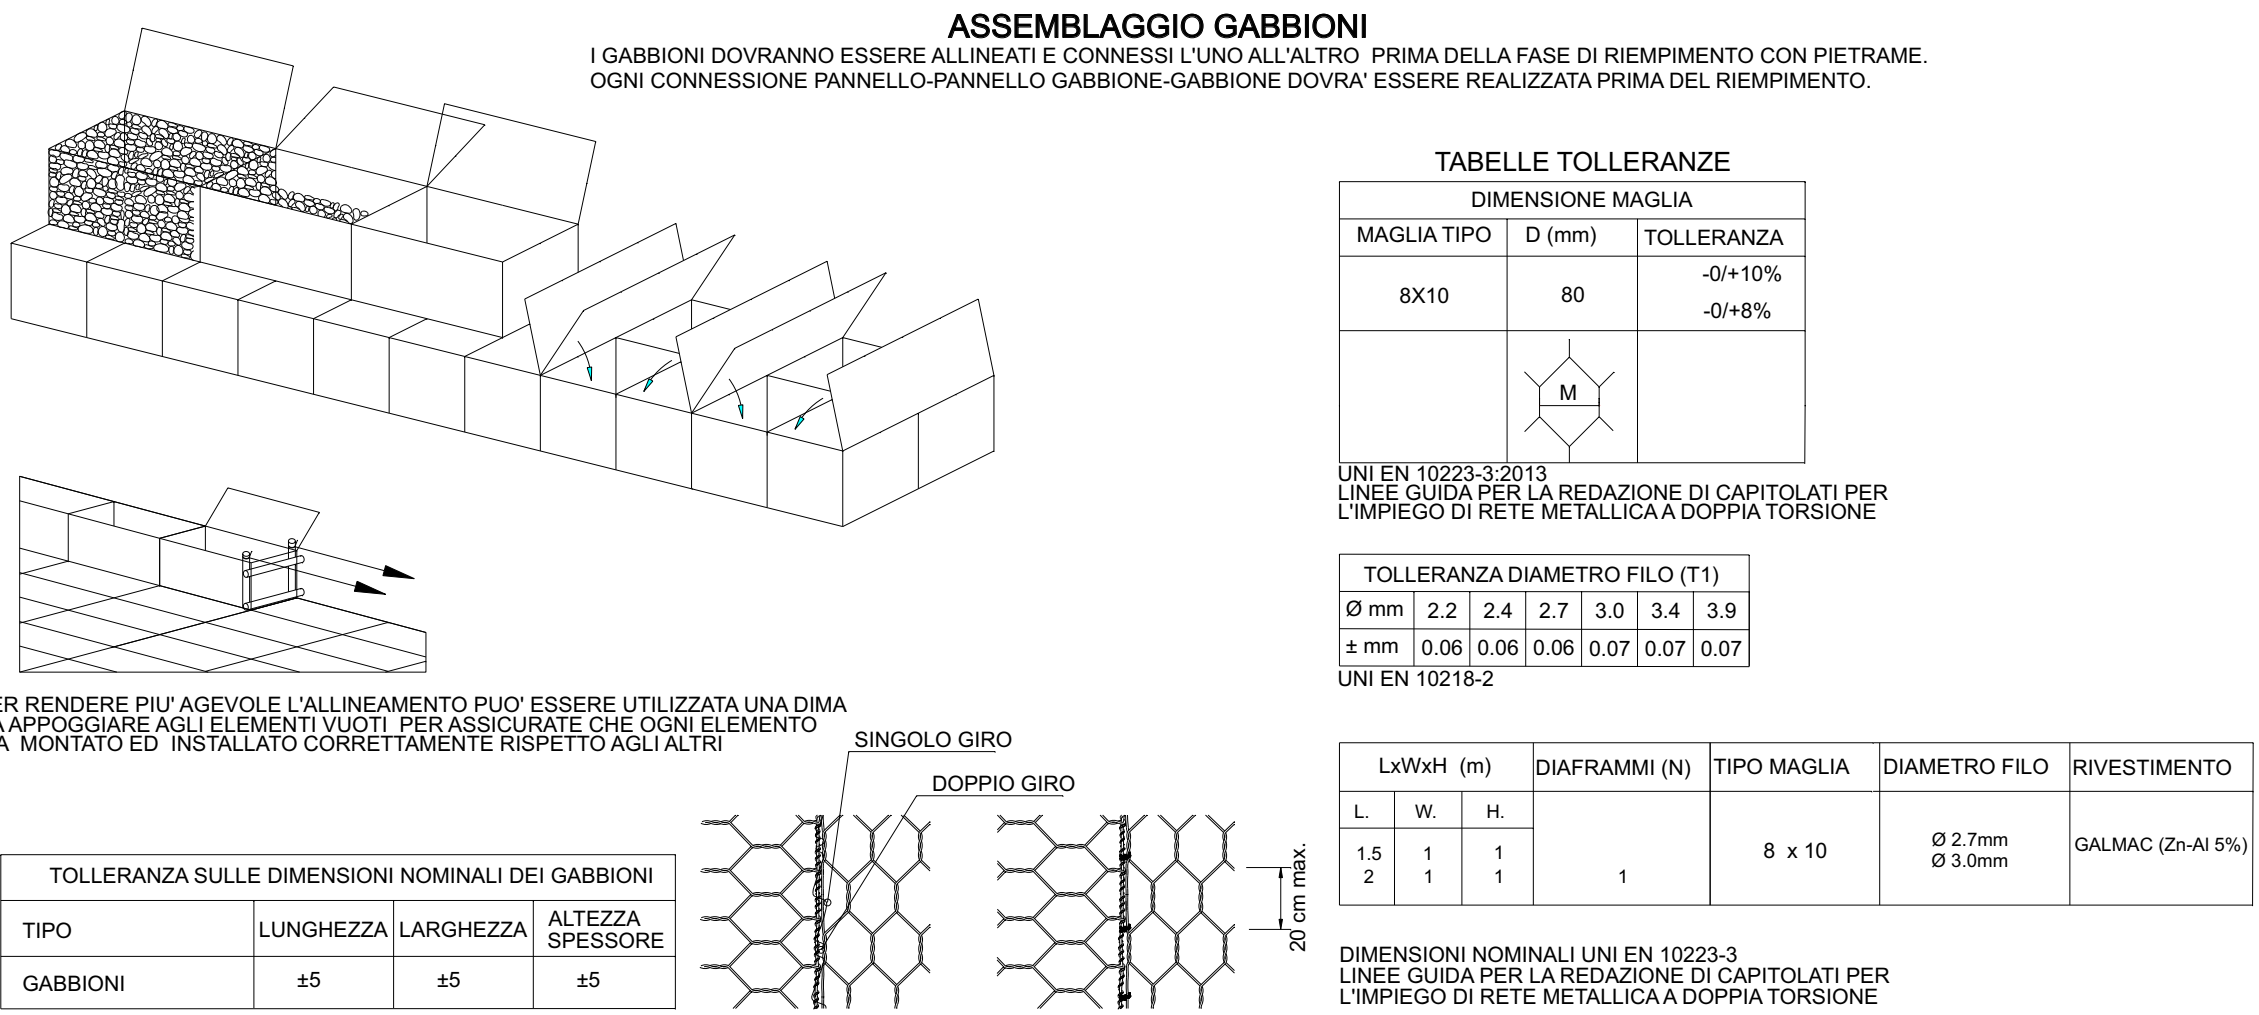 ASSEMBLAGGIO GABBIONI
I GABBIONI DOVRANNO ESSERE ALLINEATI E CONNESSI L'UNO ALL'ALTRO PRIMA DELLA FASE DI RIEMPIMENTO CON PIETRAME.
OGNI CONNESSIONE PANNELLO-PANNELLO GABBIONE-GABBIONE DOVRA' ESSERE REALIZZATA PRIMA DEL RIEMPIMENTO.
TABELLE TOLLERANZE
DIMENSIONE MAGLIA
MAGLIA TIPO D (mm) TOLLERANZA
-0/+10%
8X10 80
-0/+8%
M
UNI EN 10223-3:2013
LINEE GUIDA PER LA REDAZIONE DI CAPITOLATI PER
L'IMPIEGO DI RETE METALLICA A DOPPIA TORSIONE
TOLLERANZA DIAMETRO FILO (T1)
Ø mm 2.2 2.4 2.7 3.0 3.4 3.9
± mm 0.06 0.06 0.06 0.07 0.07 0.07
UNI EN 10218-2
RENDERE PIU' AGEVOLE L'ALLINEAMENTO PUO' ESSERE UTILIZZATA UNA DIMA
APPOGGIARE AGLI ELEMENTI VUOTI PER ASSICURATE CHE OGNI ELEMENTO
MONTATO ED INSTALLATO CORRETTAMENTE RISPETTO AGLI ALTRI
SINGOLO GIRO
DOPPIO GIRO
20 cm max.
TOLLERANZA SULLE DIMENSIONI NOMINALI DEI GABBIONI
TIPO LUNGHEZZA LARGHEZZA ALTEZZA
SPESSORE
GABBIONI ±5 ±5 ±5
LxWxH (m) DIAFRAMMI (N) TIPO MAGLIA DIAMETRO FILO RIVESTIMENTO
L. W. H.
1.5 1 1
2 1 1 1
8 x 10
Ø 2.7mm
Ø 3.0mm
GALMAC (Zn-Al 5%)
DIMENSIONI NOMINALI UNI EN 10223-3
LINEE GUIDA PER LA REDAZIONE DI CAPITOLATI PER
L'IMPIEGO DI RETE METALLICA A DOPPIA TORSIONE